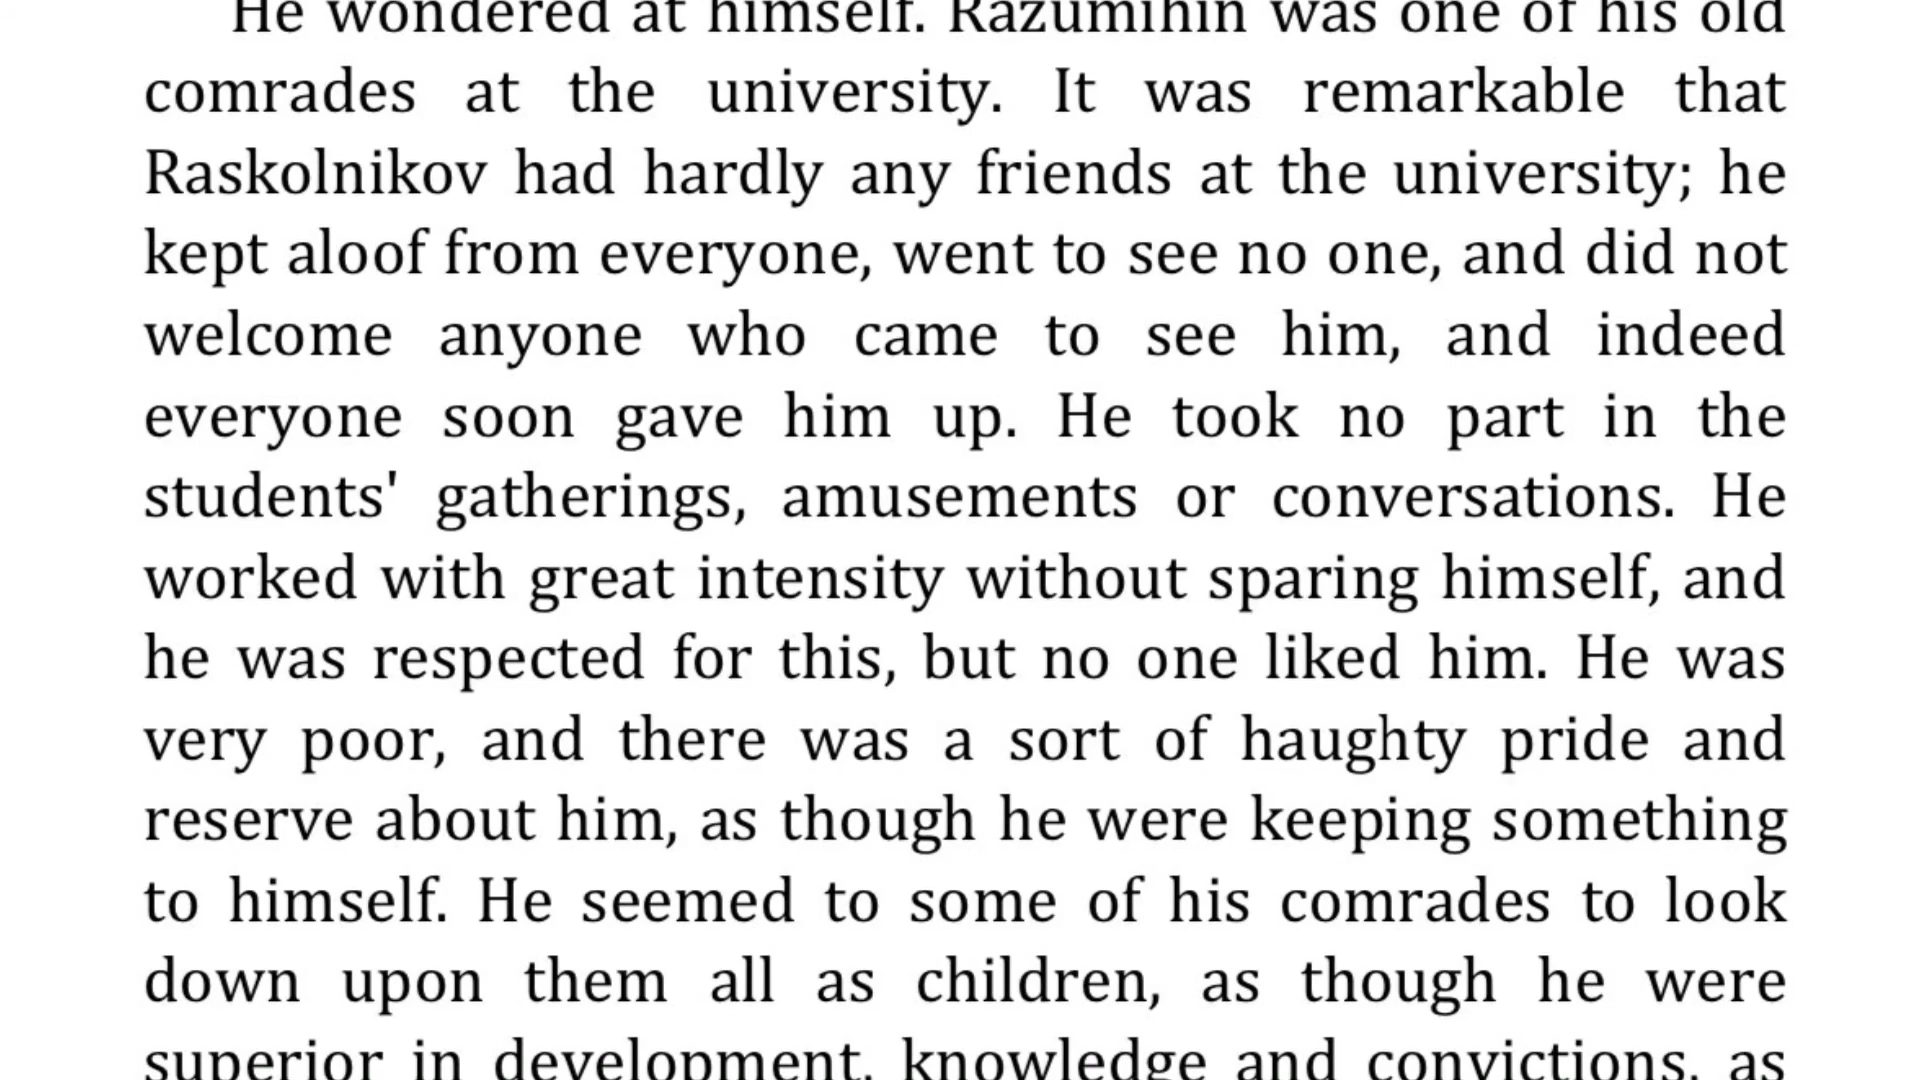 He wondered at himself. Razumihin was one of his old
comrades at the university. It was remarkable that
Raskolnikov had hardly any friends at the university; he
kept aloof from everyone, went to see no one, and did not
welcome anyone who came to see him, and indeed
everyone soon gave him up. He took no part in the
students' gatherings, amusements or conversations. He
worked with great intensity without sparing himself, and
he was respected for this, but no one liked him. He was
very poor, and there was a sort of haughty pride and
reserve about him, as though he were keeping something
to himself. He seemed to some of his comrades to look
down upon them all as children, as though he were
superior in development, knowledge and convictions, as